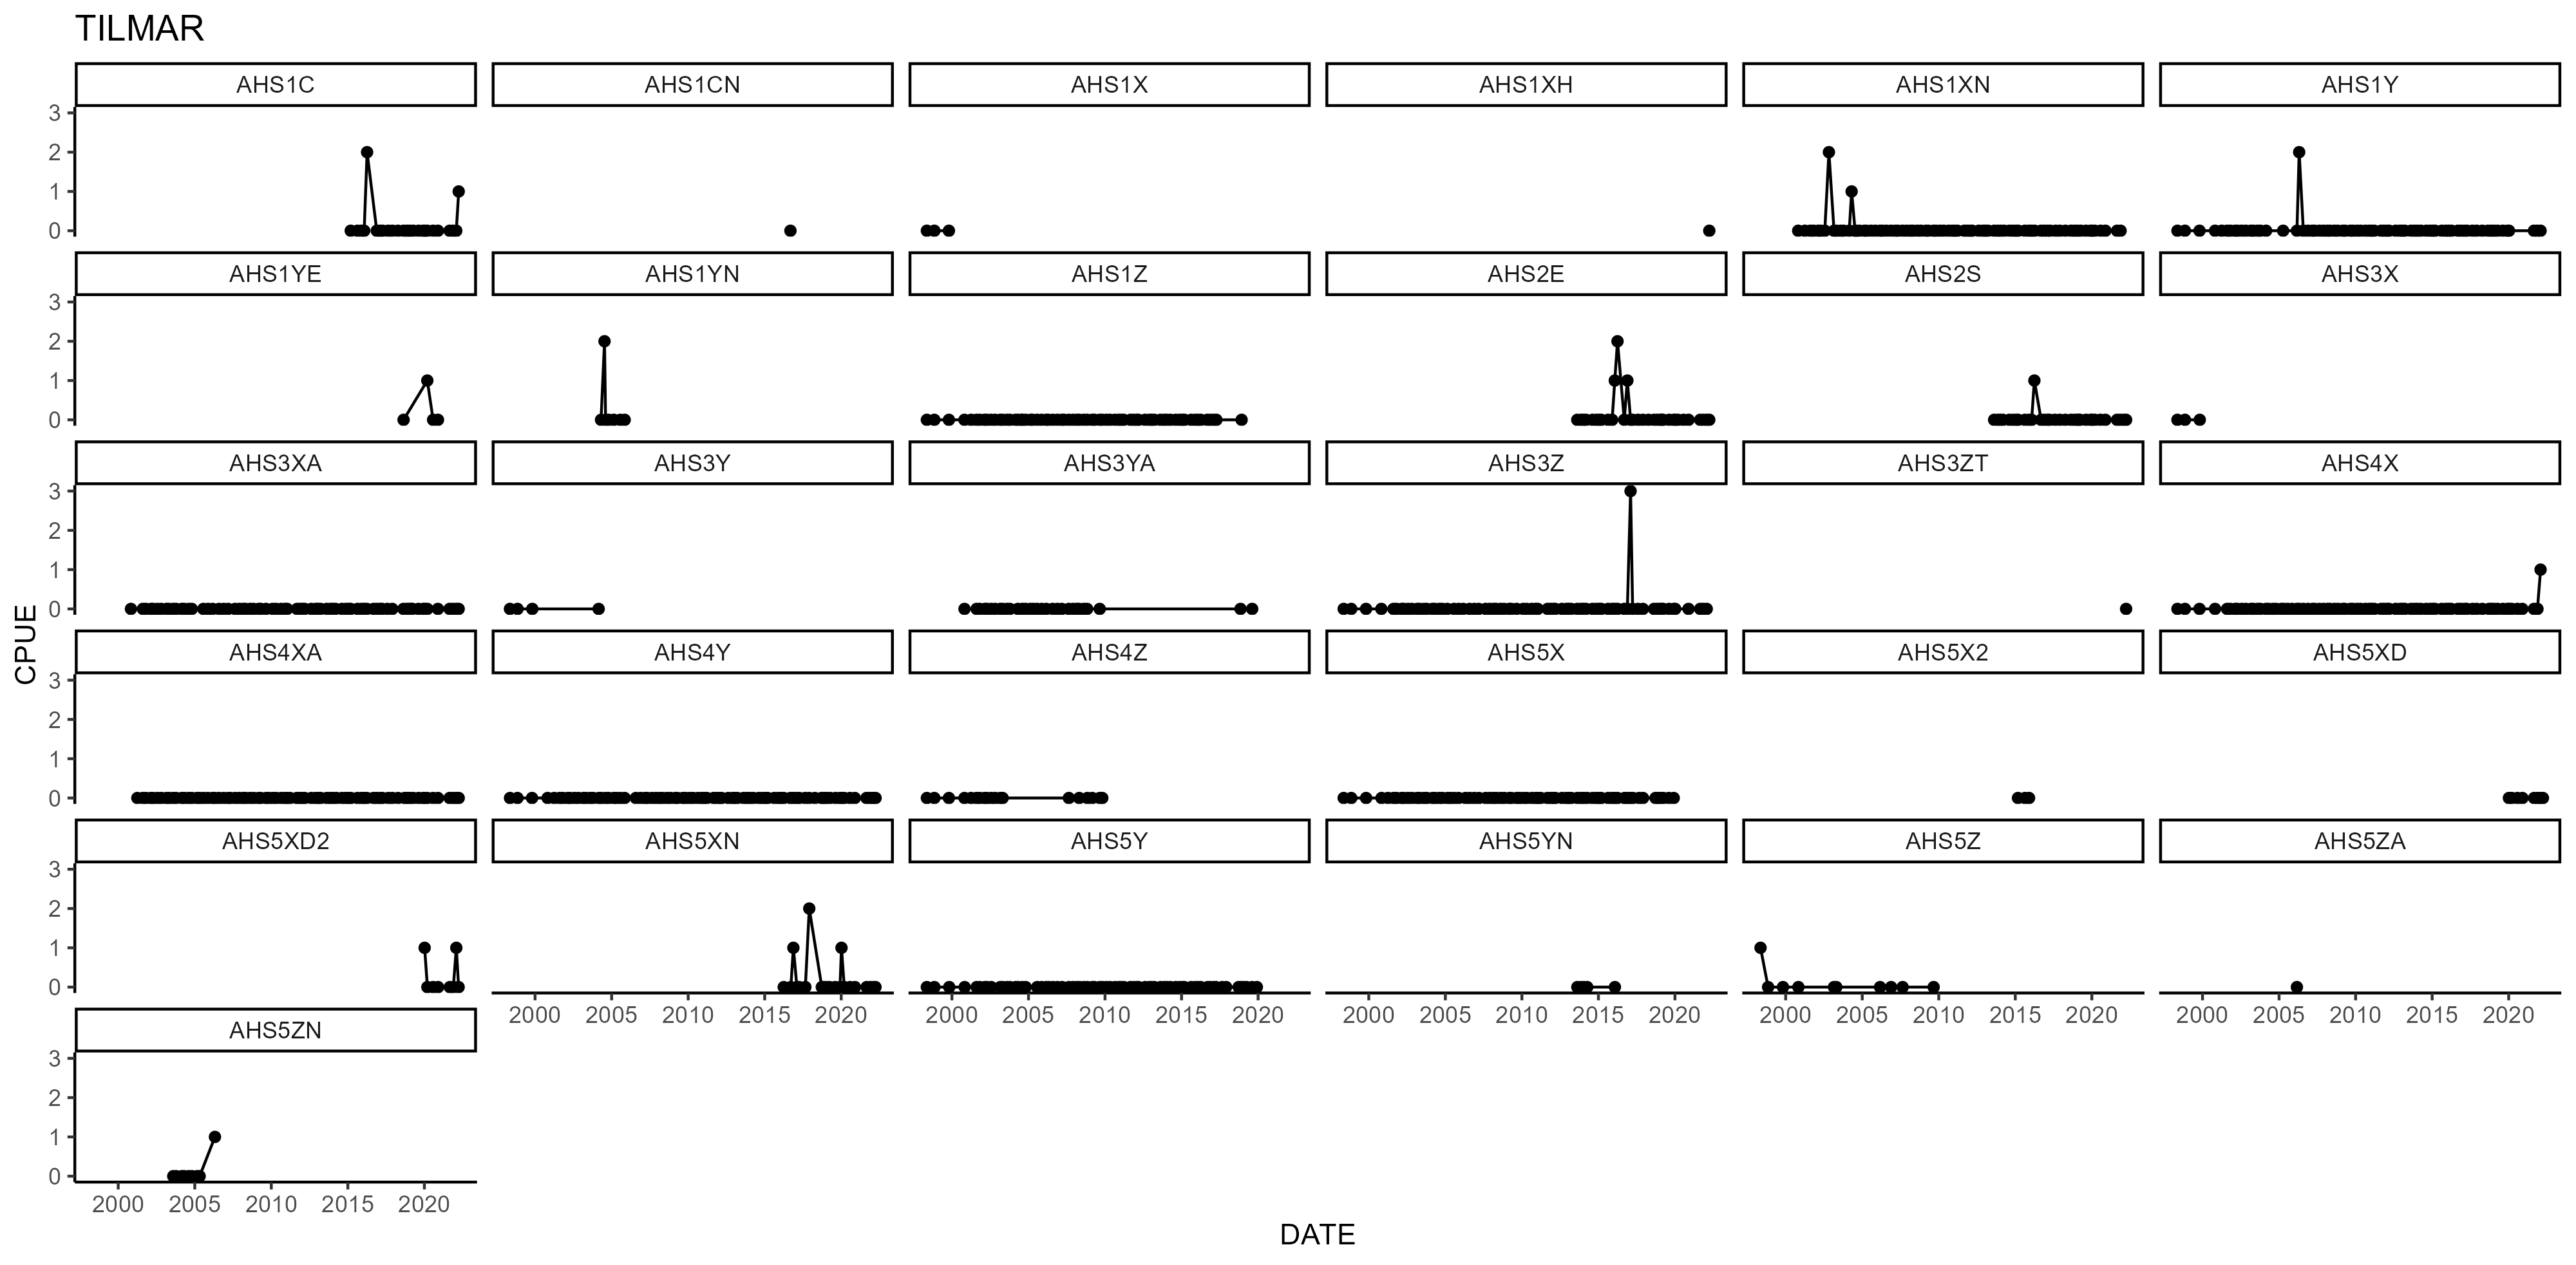 TILMAR
AHS1C AHS1CN AHS1X AHS1XH AHS1XN AHS1Y
3
2
1
0
AHS1YE AHS1YN AHS1Z AHS2E AHS2S AHS3X
3
2
1
0
AHS3XA AHS3Y AHS3YA AHS3Z AHS3ZT AHS4X
3
2
1
0
CPUE
AHS4XA AHS4Y AHS4Z AHS5X AHS5X2 AHS5XD
3
2
1
0
AHS5XD2 AHS5XN AHS5Y AHS5YN AHS5Z AHS5ZA
3
2
1
0
2000 2005 2010 2015 2020 2000 2005 2010 2015 2020 2000 2005 2010 2015 2020 2000 2005 2010 2015 2020 2000 2005 2010 2015 2020
AHS5ZN
3
2
1
0
2000 2005 2010 2015 2020
DATE